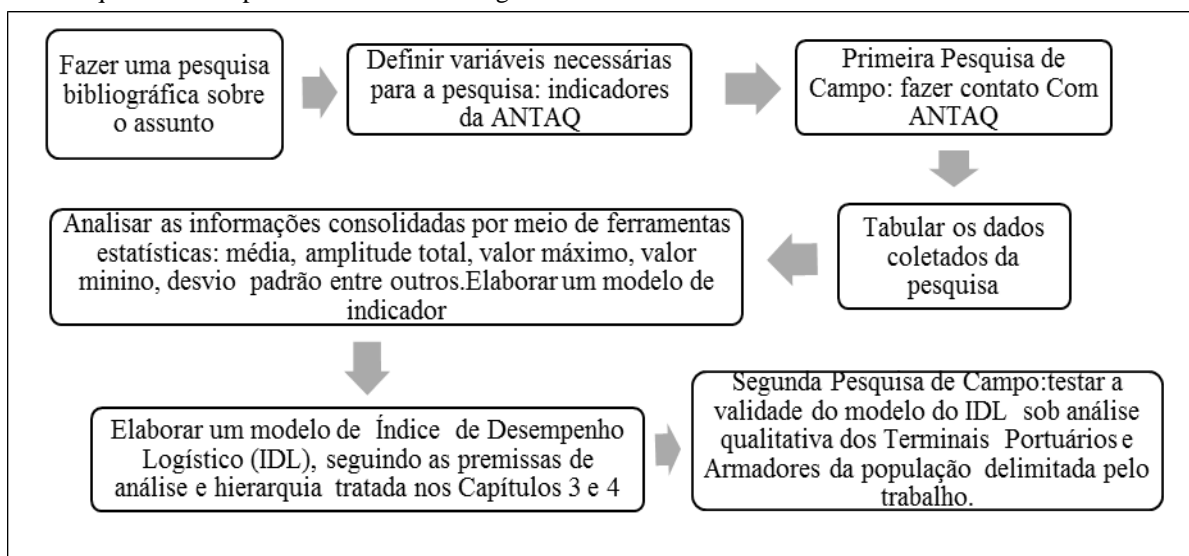 Fazer uma pesquisa
bibliográfica sobre
o assunto
Definir variáveis necessárias
para a pesquisa: indicadores
da ANTAQ
Primeira Pesquisa de
Campo: fazer contato Com
ANTAQ
Tabular os dados
coletados da
pesquisa
Analisar as informações consolidadas por meio de ferramentas
estatísticas: média, amplitude total, valor máximo, valor
minino, desvio padrão entre outros.Elaborar um modelo de
indicador
Elaborar um modelo de Índice de Desempenho
Logístico (IDL), seguindo as premissas de
análise e hierarquia tratada nos Capítulos 3 e 4
Segunda Pesquisa de Campo:testar a
validade do modelo do IDL sob análise
qualitativa dos Terminais Portuários e
Armadores da população delimitada pelo
trabalho.